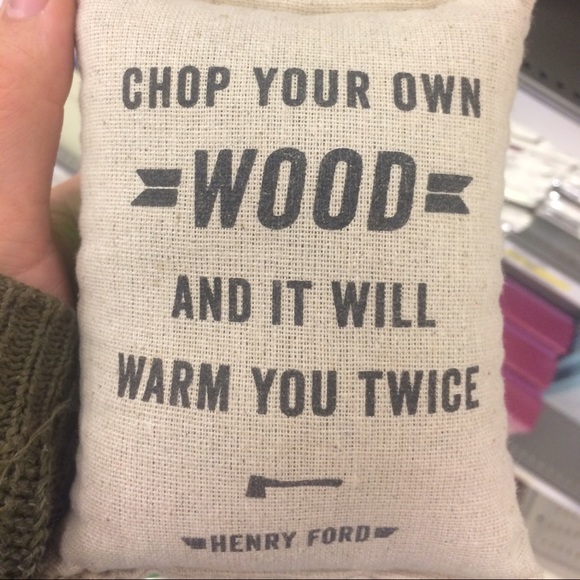 CHOP YOUR OWN
WOOD
AND IT WILL
WARM YOU TWICE
HENRY FORD